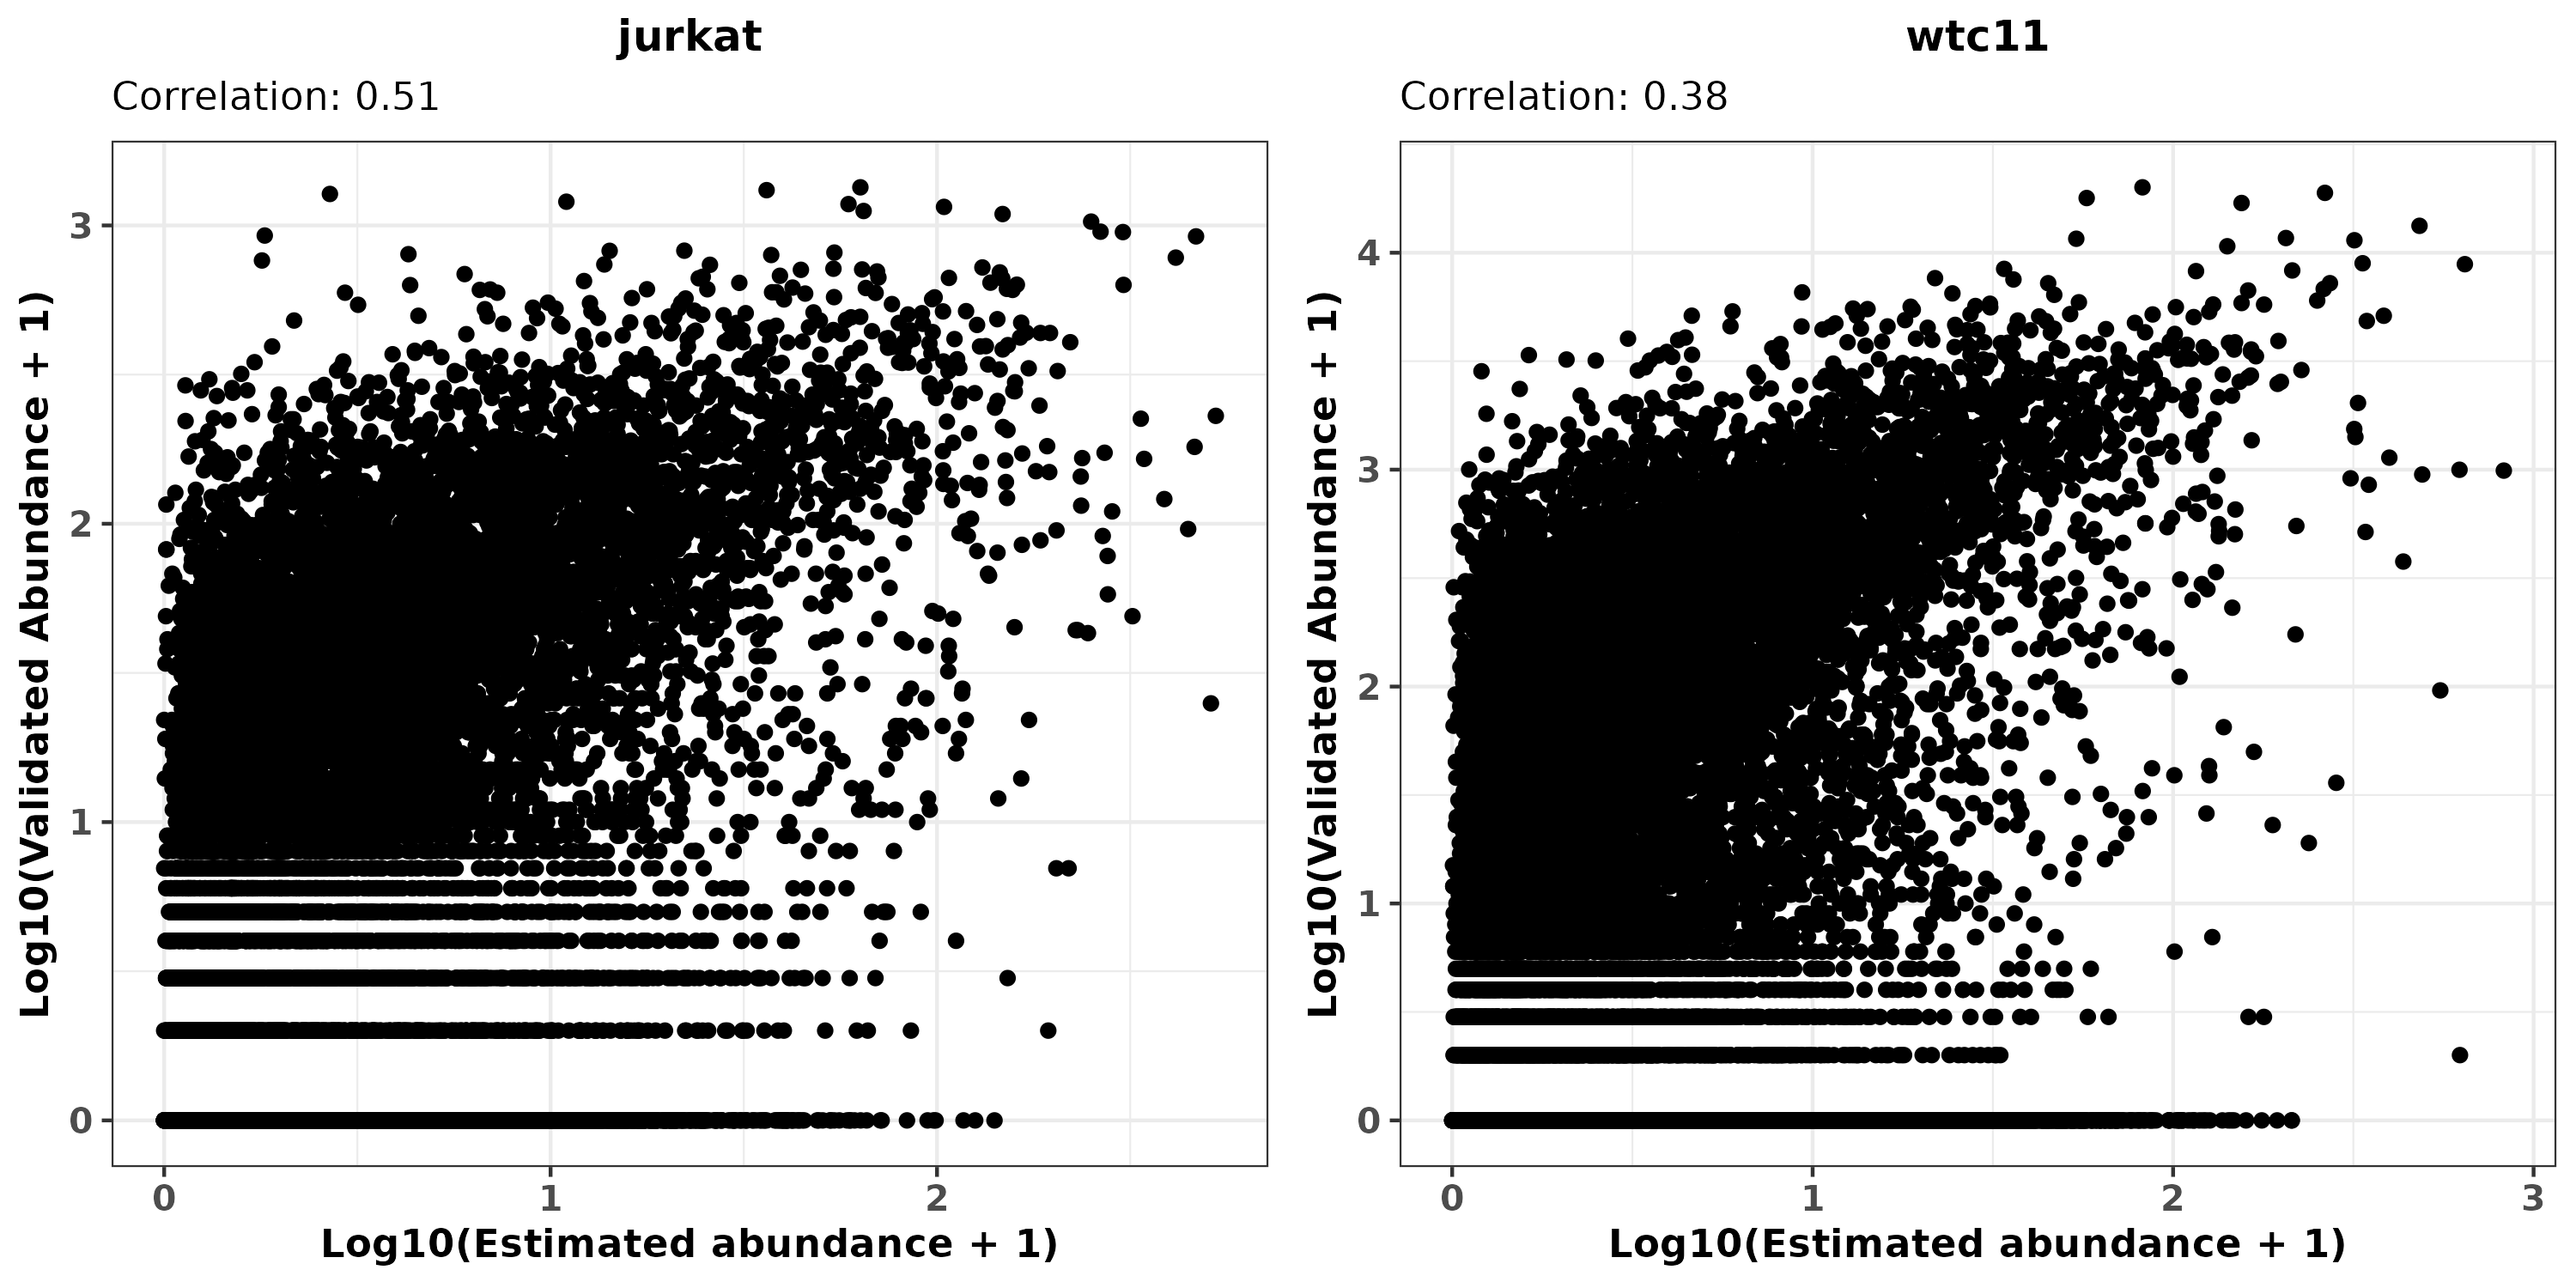 jurkat
Correlation: 0.51
Log10(Validated Abundance + 1)
3
2
1
0
0 1 2
Log10(Estimated abundance + 1)
wtc11
Correlation: 0.38
Log10(Validated Abundance + 1)
4
3
2
1
0
0 1 2 3
Log10(Estimated abundance + 1)